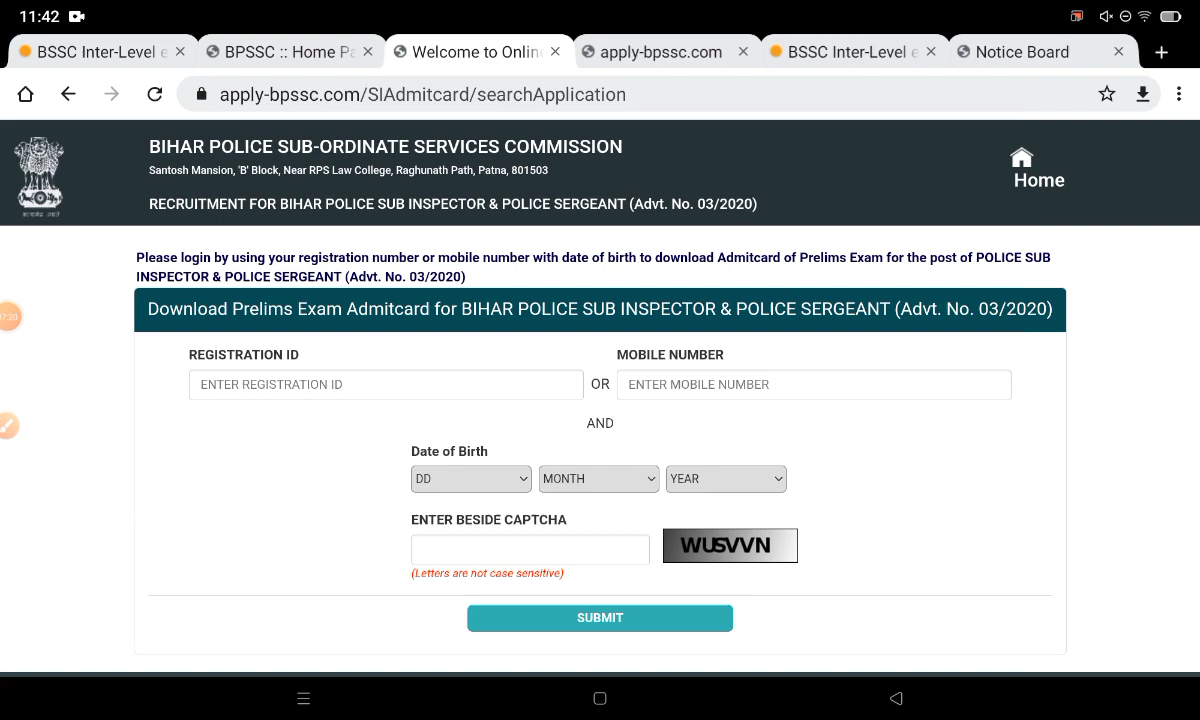 11:42
BSSC Inter-Level e
BPSSC :: Home Pa
Welcome to Onlin
apply-bpssc.com
BSSC Inter-Level e
Notice Board
apply-bpssc.com/SIAdmitcard/searchApplication
BIHAR POLICE SUB-ORDINATE SERVICES COMMISSION
Santosh Mansion, 'B' Block, Near RPS Law College, Raghunath Path, Patna, 801503
Home
RECRUITMENT FOR BIHAR POLICE SUB INSPECTOR & POLICE SERGEANT (Advt. No. 03/2020)
Please login by using your registration number or mobile number with date of birth to download Admitcard of Prelims Exam for the post of POLICE SUB
INSPECTOR & POLICE SERGEANT (Advt. No. 03/2020)
Download Prelims Exam Admitcard for BIHAR POLICE SUB INSPECTOR & POLICE SERGEANT (Advt. No. 03/2020)
REGISTRATION ID
MOBILE NUMBER
ENTER REGISTRATION ID
OR
ENTER MOBILE NUMBER
AND
Date of Birth
DD
MONTH
YEAR
ENTER BESIDE CAPTCHA
WUSVVN
(Letters are not case sensitive)
SUBMIT